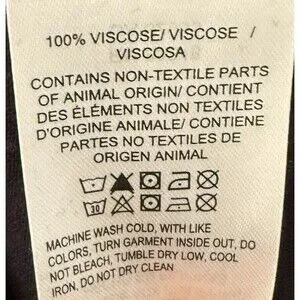 100% VISCOSE/ VISCOSE /
VISCOSA
CONTAINS NON-TEXTILE PARTS
OF ANIMAL ORIGIN/ CONTIENT
DES ÉLÉMENTS NON TEXTILES
D'ORIGINE ANIMALE/ CONTIENE
PARTES NO TEXTILES DE
ORIGEN ANIMAL
30
MACHINE WASH COLD, WITH LIKE
COLORS, TURN GARMENT INSIDE OUT, DO
NOT BLEACH, TUMBLE DRY LOW, COOL
IRON. DO NOT DRY CLEAN